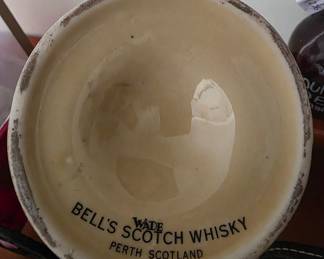 WADE
BELL'S SCOTCH WHISKY
PERTH SCOTLAND